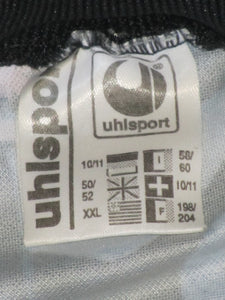 uhlsport
uhlsport
10/11 I 58/60
50/52 10/11
XXL F 198/204